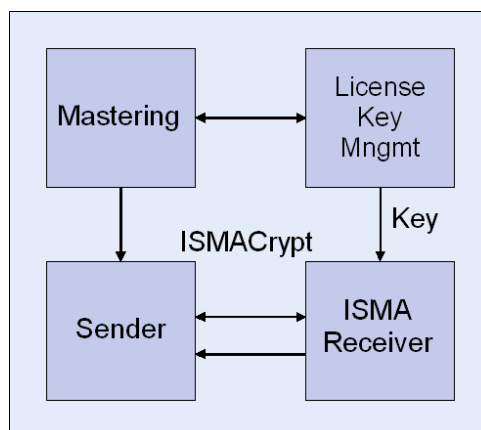 Mastering
License
Key
Mngmt
Key
ISMACrypt
Sender
ISMA
Receiver